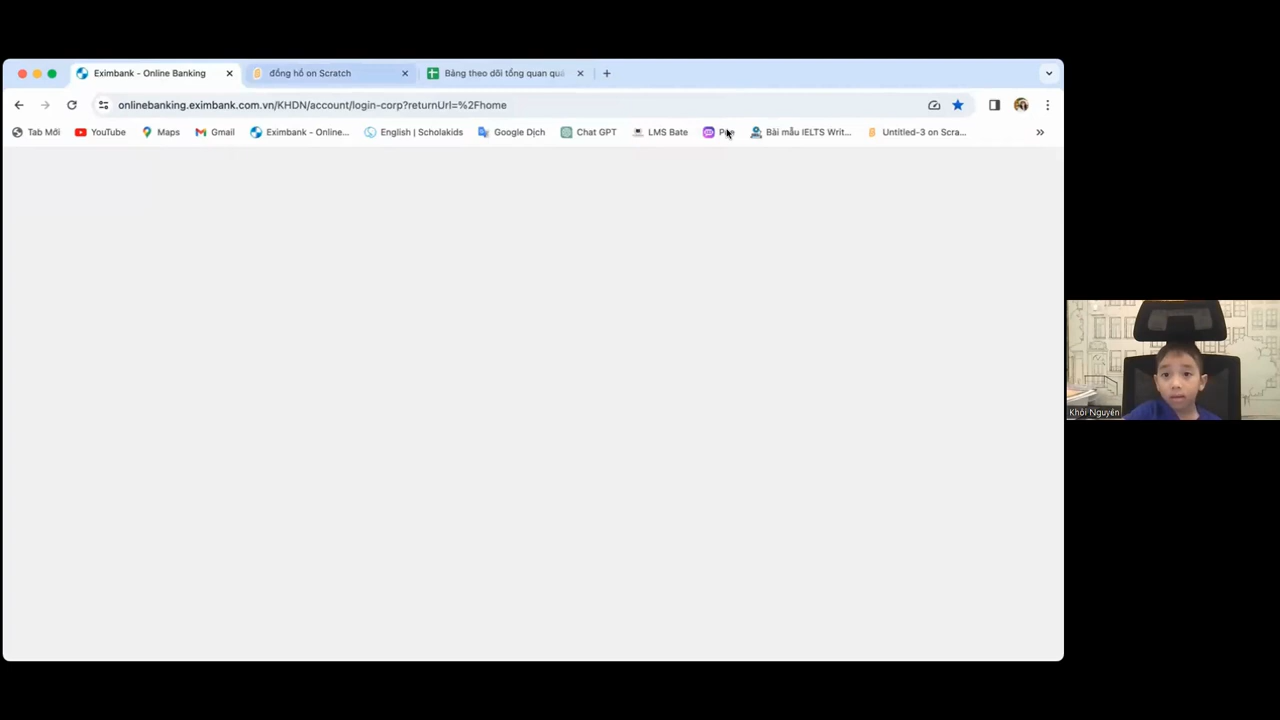 Eximbank - Online Banking
đồng hồ on Scratch
Bảng theo dõi tổng quan quá
onlinebanking.eximbank.com.vn/KHDN/account/login-corp?returnUrl=%2Fhome
Tab Mới YouTube Maps Gmail Eximbank - Online... English | Scholakids Google Dịch Chat GPT LMS Bate Bài mẫu IELTS Writ... Untitled-3 on Scra...
Khôi Nguyên